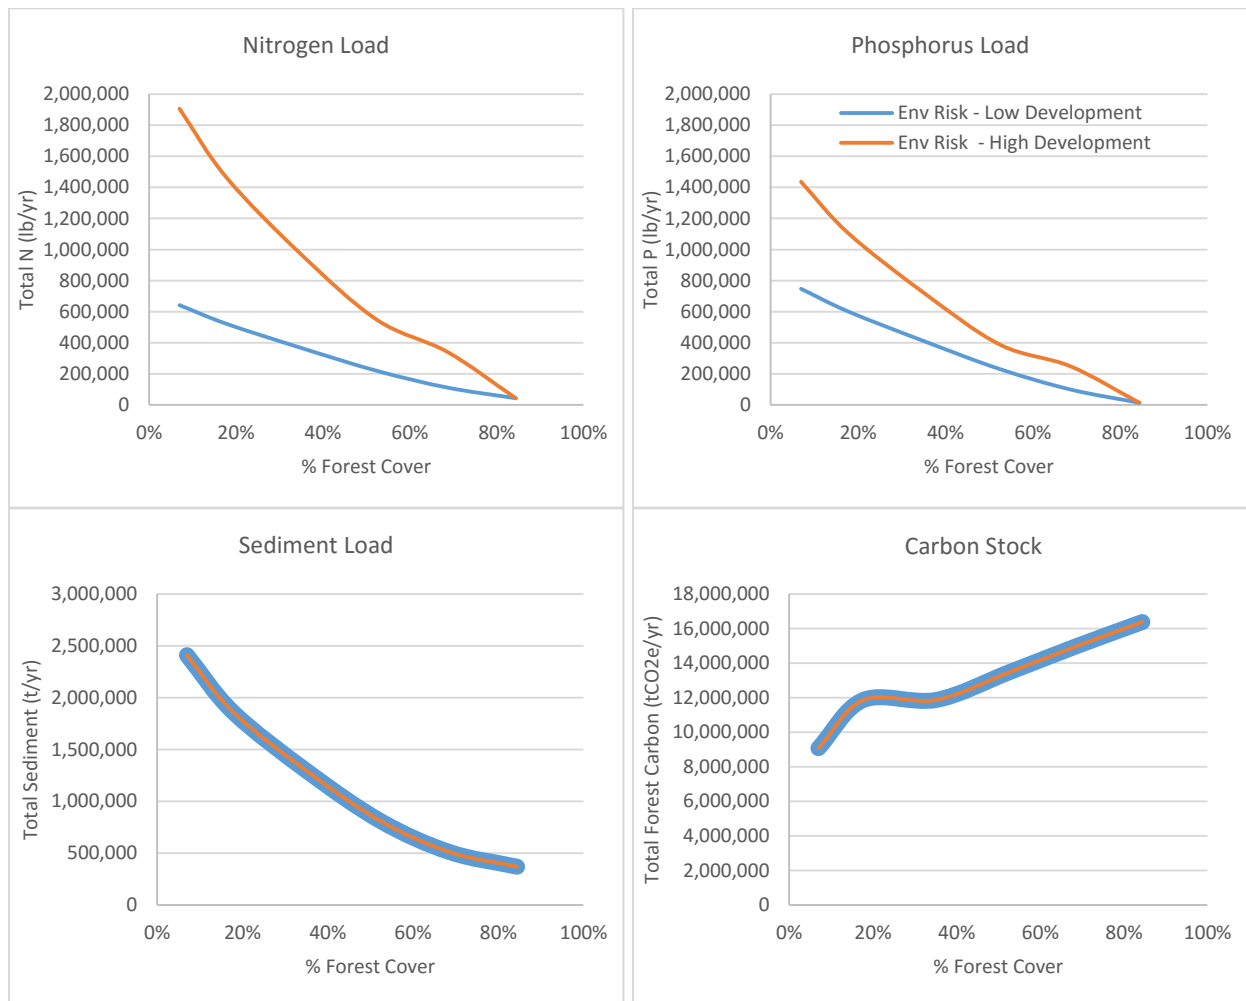 Nitrogen Load
2,000,000
1,800,000
1,600,000
1,400,000
1,200,000
1,000,000
800,000
600,000
400,000
200,000
0
Total N (lb/yr)
0% 20% 40% 60% 80% 100%
% Forest Cover
Phosphorus Load
2,000,000
1,800,000
1,600,000
1,400,000
1,200,000
1,000,000
800,000
600,000
400,000
200,000
0
Total P (lb/yr)
Env Risk - Low Development
Env Risk - High Development
0% 20% 40% 60% 80% 100%
% Forest Cover
Sediment Load
3,000,000
2,500,000
2,000,000
1,500,000
1,000,000
500,000
0
Total Sediment (t/yr)
0% 20% 40% 60% 80% 100%
% Forest Cover
Carbon Stock
18,000,000
16,000,000
14,000,000
12,000,000
10,000,000
8,000,000
6,000,000
4,000,000
2,000,000
0
Total Forest Carbon (tCO2e/yr)
0% 20% 40% 60% 80% 100%
% Forest Cover